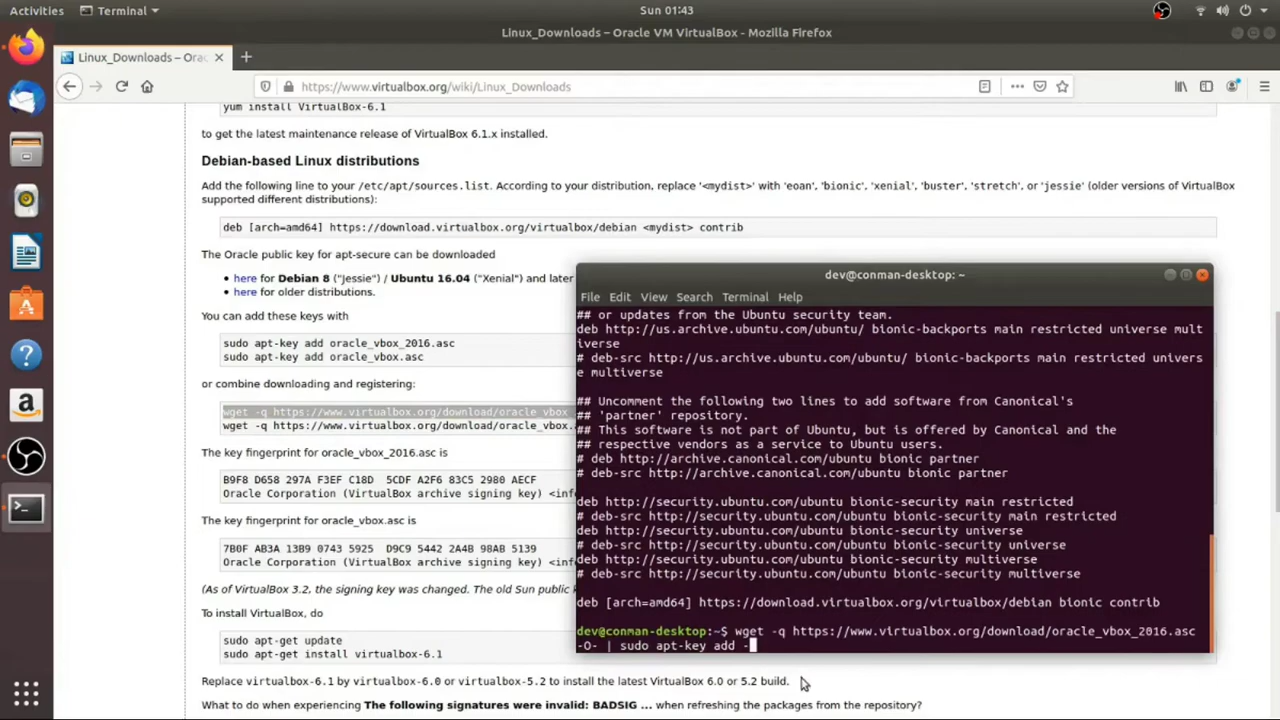 Activities
Terminal
Sun 01:43
Linux_Downloads – Oracle VM VirtualBox - Mozilla Firefox
Linux_Downloads – Orac
https://www.virtualbox.org/wiki/Linux_Downloads
yum install VirtualBox-6.1
to get the latest maintenance release of VirtualBox 6.1.x installed.
Debian-based Linux distributions
Add the following line to your /etc/apt/sources.list. According to your distribution, replace '<mydist>' with 'eoan', 'bionic', 'xenial', 'buster', 'stretch', or 'jessie' (older versions of VirtualBox
supported different distributions):
deb [arch=amd64] https://download.virtualbox.org/virtualbox/debian <mydist> contrib
The Oracle public key for apt-secure can be downloaded
• here for Debian 8 ("Jessie") / Ubuntu 16.04 ("Xenial") and later
• here for older distributions.
You can add these keys with
sudo apt-key add oracle_vbox_2016.asc
sudo apt-key add oracle_vbox.asc
or combine downloading and registering:
wget -q https://www.virtualbox.org/download/oracle_vbox_
wget -q https://www.virtualbox.org/download/oracle_vbox.
The key fingerprint for oracle_vbox_2016.asc is
B9F8 D658 297A F3EF C18D  5CDF A2F6 83C5 2980 AECF
Oracle Corporation (VirtualBox archive signing key) <inf
The key fingerprint for oracle_vbox.asc is
7B0F AB3A 13B9 0743 5925  D9C9 5442 2A4B 98AB 5139
Oracle Corporation (VirtualBox archive signing key) <inf
(As of VirtualBox 3.2, the signing key was changed. The old Sun public k
To install VirtualBox, do
sudo apt-get update
sudo apt-get install virtualbox-6.1
Replace virtualbox-6.1 by virtualbox-6.0 or virtualbox-5.2 to install the latest VirtualBox 6.0 or 5.2 build.
What to do when experiencing The following signatures were invalid: BADSIG ... when refreshing the packages from the repository?
dev@conman-desktop: ~
File Edit View Search Terminal Help
## or updates from the Ubuntu security team.
deb http://us.archive.ubuntu.com/ubuntu/ bionic-backports main restricted universe mult
iverse
# deb-src http://us.archive.ubuntu.com/ubuntu/ bionic-backports main restricted univers
e multiverse
## Uncomment the following two lines to add software from Canonical's
## 'partner' repository.
## This software is not part of Ubuntu, but is offered by Canonical and the
## respective vendors as a service to Ubuntu users.
# deb http://archive.canonical.com/ubuntu bionic partner
# deb-src http://archive.canonical.com/ubuntu bionic partner
deb http://security.ubuntu.com/ubuntu bionic-security main restricted
# deb-src http://security.ubuntu.com/ubuntu bionic-security main restricted
deb http://security.ubuntu.com/ubuntu bionic-security universe
# deb-src http://security.ubuntu.com/ubuntu bionic-security universe
deb http://security.ubuntu.com/ubuntu bionic-security multiverse
# deb-src http://security.ubuntu.com/ubuntu bionic-security multiverse
deb [arch=amd64] https://download.virtualbox.org/virtualbox/debian bionic contrib
dev@conman-desktop:~$ wget -q https://www.virtualbox.org/download/oracle_vbox_2016.asc
-O- | sudo apt-key add -